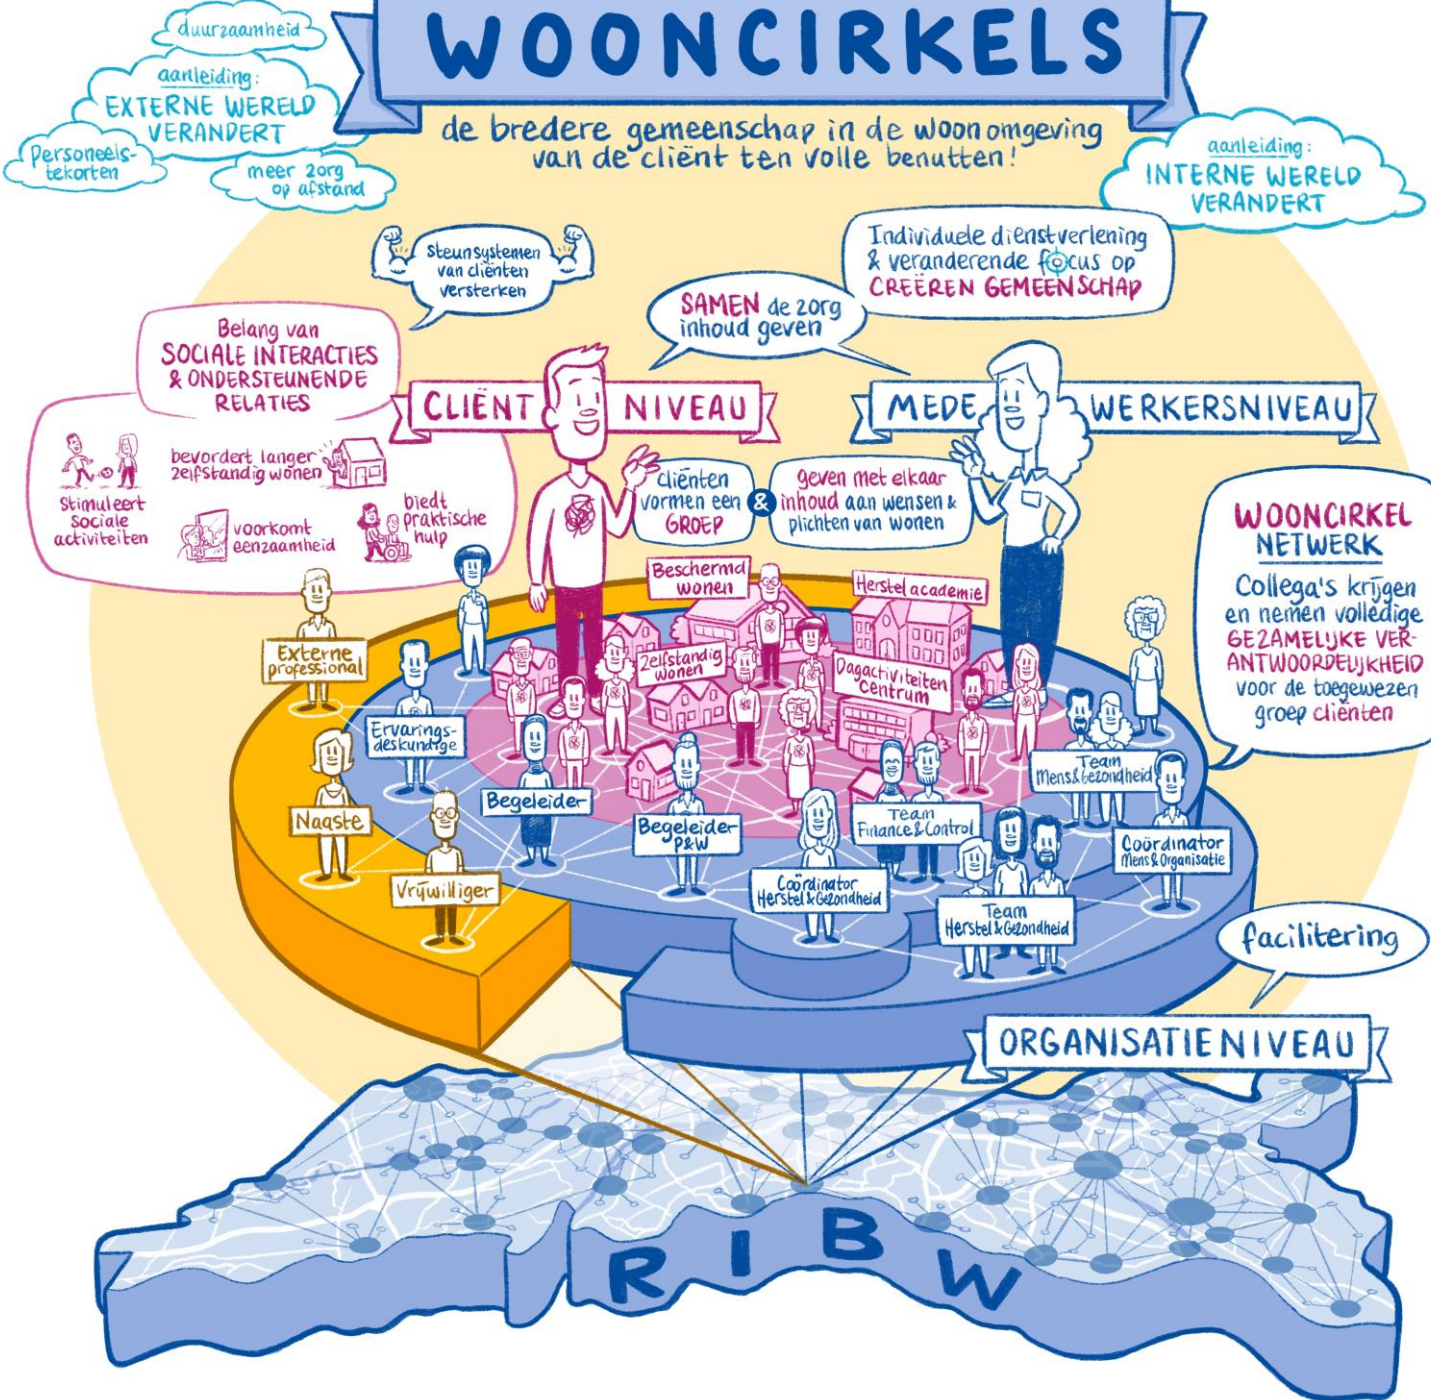 WOONCIRKELS
de bredere gemeenschap in de woonomgeving
van de cliënt ten volle benutten!
duurzaamheid
aanleiding:
EXTERNE WERELD
VERANDERT
Personeels-
tekorten
meer zorg
op afstand
aanleiding:
INTERNE WERELD
VERANDERT
Steunsystemen
van cliënten
versterken
Individuele dienstverlening
& veranderende focus op
CREËREN GEMEENSCHAP
SAMEN de zorg
inhoud geven
Belang van
SOCIALE INTERACTIES
& ONDERSTEUNENDE
RELATIES
CLIËNT NIVEAU
MEDEWERKERSNIVEAU
Stimuleert
sociale
activiteiten
bevordert langer
zelfstandig wonen
voorkomt
eenzaamheid
biedt
praktische
hulp
cliënten
vormen een
GROEP
&
geven met elkaar
inhoud aan wensen &
plichten van wonen
WOONCIRKEL
NETWERK
Collega's krijgen
en nemen volledige
GEZAMELIJKE VER-
ANTWOORDELIJKHEID
voor de toegewezen
groep cliënten
Beschermd
wonen
Herstelacademie
Zelfstandig
wonen
Dagactiviteiten
Centrum
Externe
professional
Ervarings-
deskundige
Naaste
Vrijwilliger
Begeleider
Begeleider
P&W
Team
Finance & Control
Team
Mens & Gezondheid
Coördinator
Mens & Organisatie
Coördinator
Herstel & Gezondheid
Team
Herstel & Gezondheid
facilitering
ORGANISATIENIVEAU
RIBW